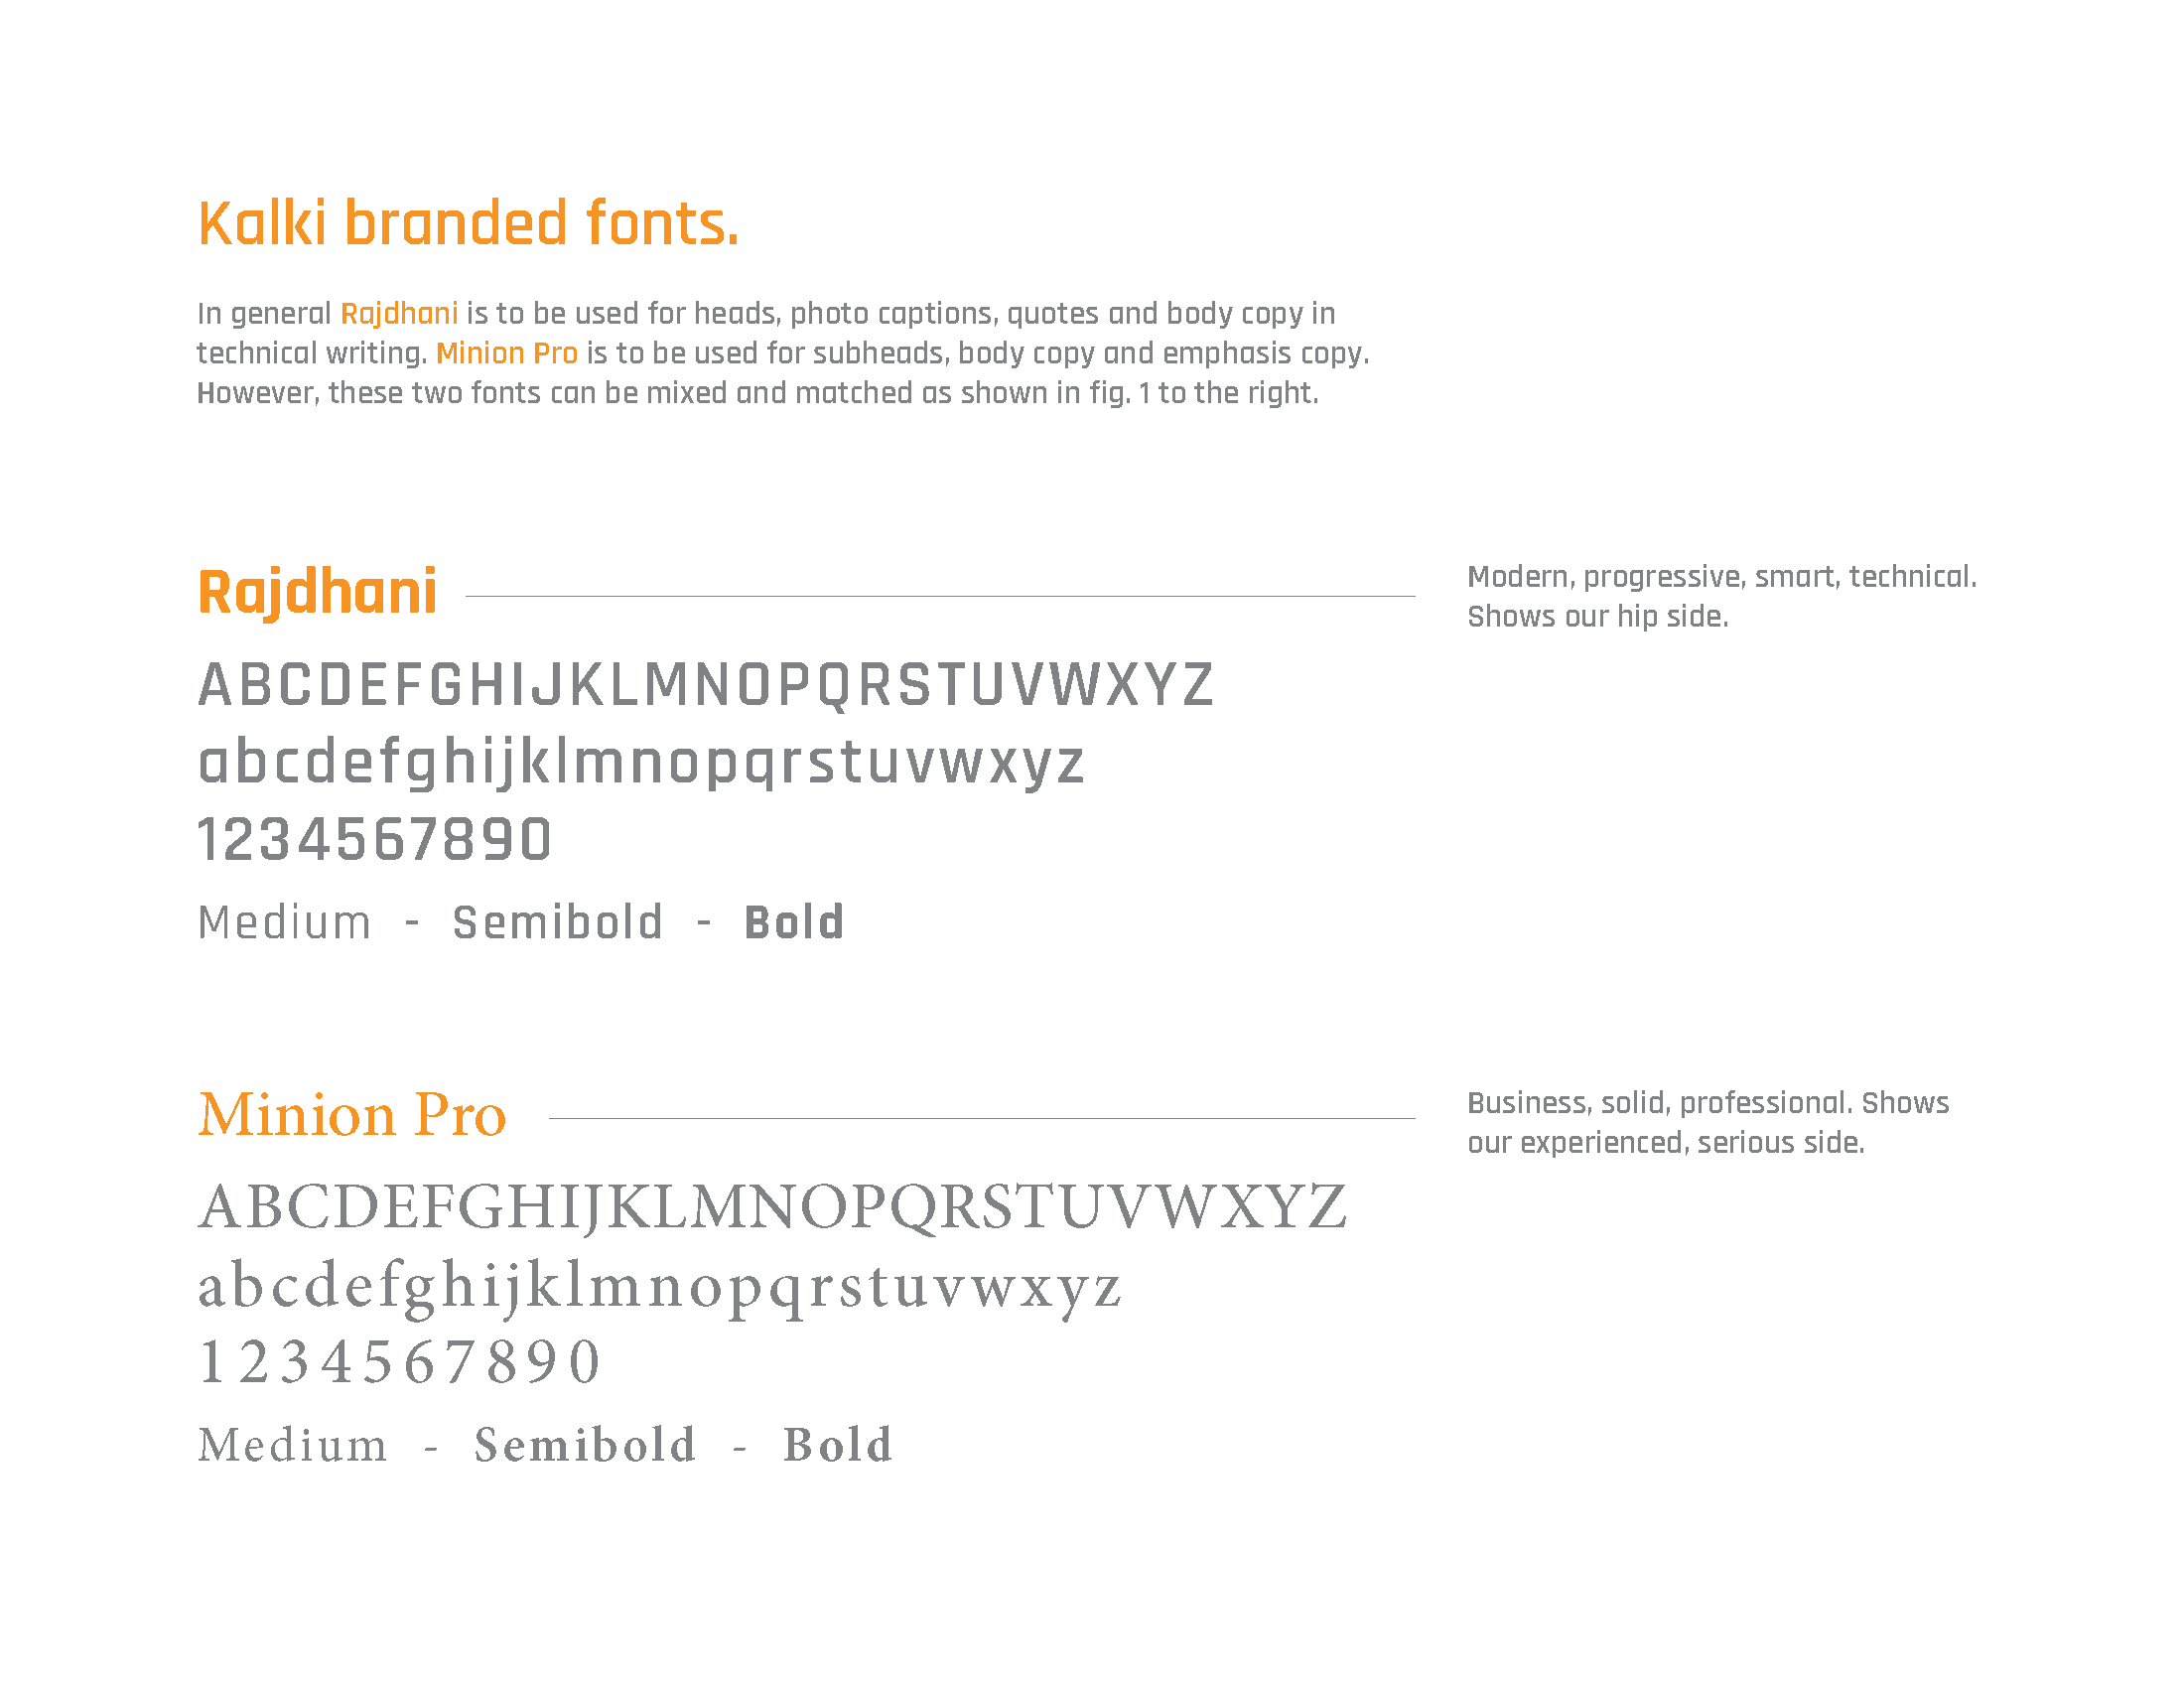 Kalki branded fonts.
In general Rajdhani is to be used for heads, photo captions, quotes and body copy in
technical writing. Minion Pro is to be used for subheads, body copy and emphasis copy.
However, these two fonts can be mixed and matched as shown in fig. 1 to the right.
Rajdhani
Modern, progressive, smart, technical.
Shows our hip side.
ABCDEFGHIJKLMNOPQRSTUVWXYZ
abcdefghijklmnopqrstuvwxyz
1234567890
Medium - Semibold - Bold
Minion Pro
Business, solid, professional. Shows
our experienced, serious side.
ABCDEFGHIJKLMNOPQRSTUVWXYZ
abcdefghijklmnopqrstuvwxyz
1234567890
Medium - Semibold - Bold